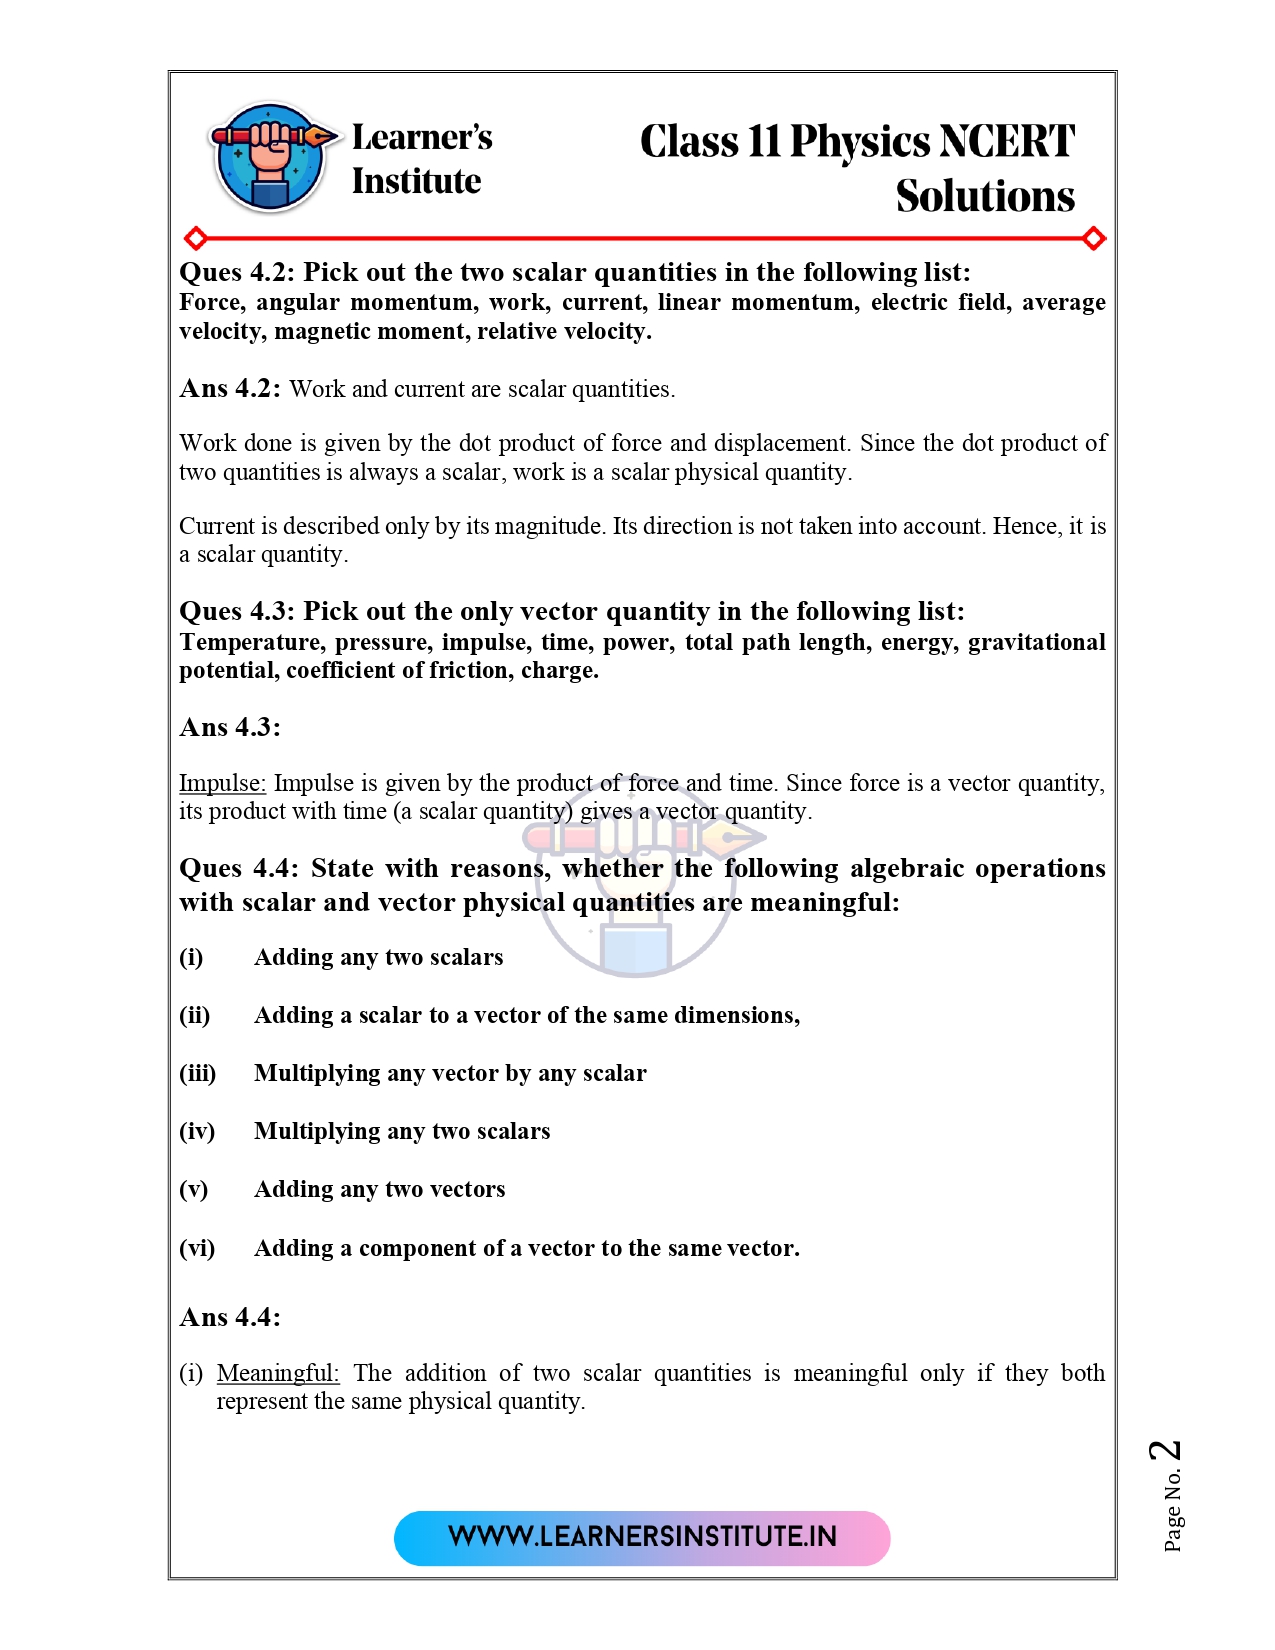 Learner's
Institute
Class 11 Physics NCERT
Solutions
Ques 4.2: Pick out the two scalar quantities in the following list:
Force, angular momentum, work, current, linear momentum, electric field, average
velocity, magnetic moment, relative velocity.
Ans 4.2: Work and current are scalar quantities.
Work done is given by the dot product of force and displacement. Since the dot product of
two quantities is always a scalar, work is a scalar physical quantity.
Current is described only by its magnitude. Its direction is not taken into account. Hence, it is
a scalar quantity.
Ques 4.3: Pick out the only vector quantity in the following list:
Temperature, pressure, impulse, time, power, total path length, energy, gravitational
potential, coefficient of friction, charge.
Ans 4.3:
Impulse: Impulse is given by the product of force and time. Since force is a vector quantity,
its product with time (a scalar quantity) gives a vector quantity.
Ques 4.4: State with reasons, whether the following algebraic operations
with scalar and vector physical quantities are meaningful:
(i) Adding any two scalars
(ii) Adding a scalar to a vector of the same dimensions,
(iii) Multiplying any vector by any scalar
(iv) Multiplying any two scalars
(v) Adding any two vectors
(vi) Adding a component of a vector to the same vector.
Ans 4.4:
(i) Meaningful: The addition of two scalar quantities is meaningful only if they both
represent the same physical quantity.
Page No. 2
WWW.LEARNERSINSTITUTE.IN